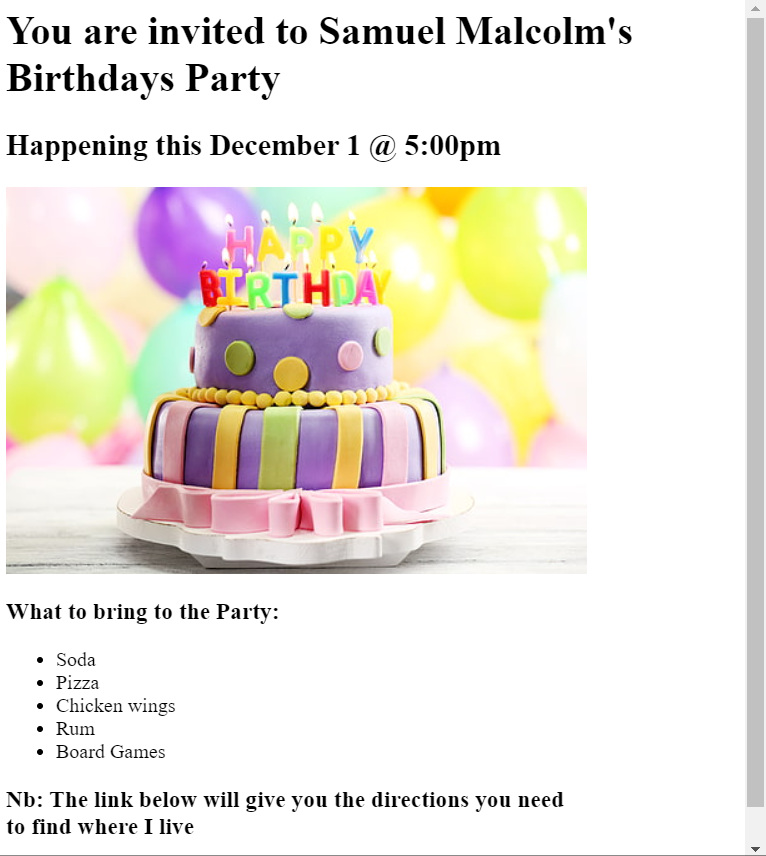 You are invited to Samuel Malcolm's
Birthdays Party
Happening this December 1 @ 5:00pm
HAPPY
BIRTHDAY
What to bring to the Party:
Soda
Pizza
Chicken wings
Rum
Board Games
Nb: The link below will give you the directions you need
to find where I live